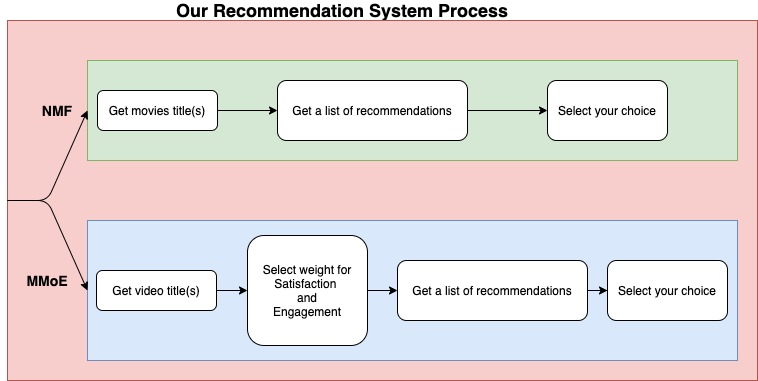 Our Recommendation System Process
NMF
Get movies title(s)
Get a list of recommendations
Select your choice
MMoE
Get video title(s)
Select weight for
Satisfaction
and
Engagement
Get a list of recommendations
Select your choice